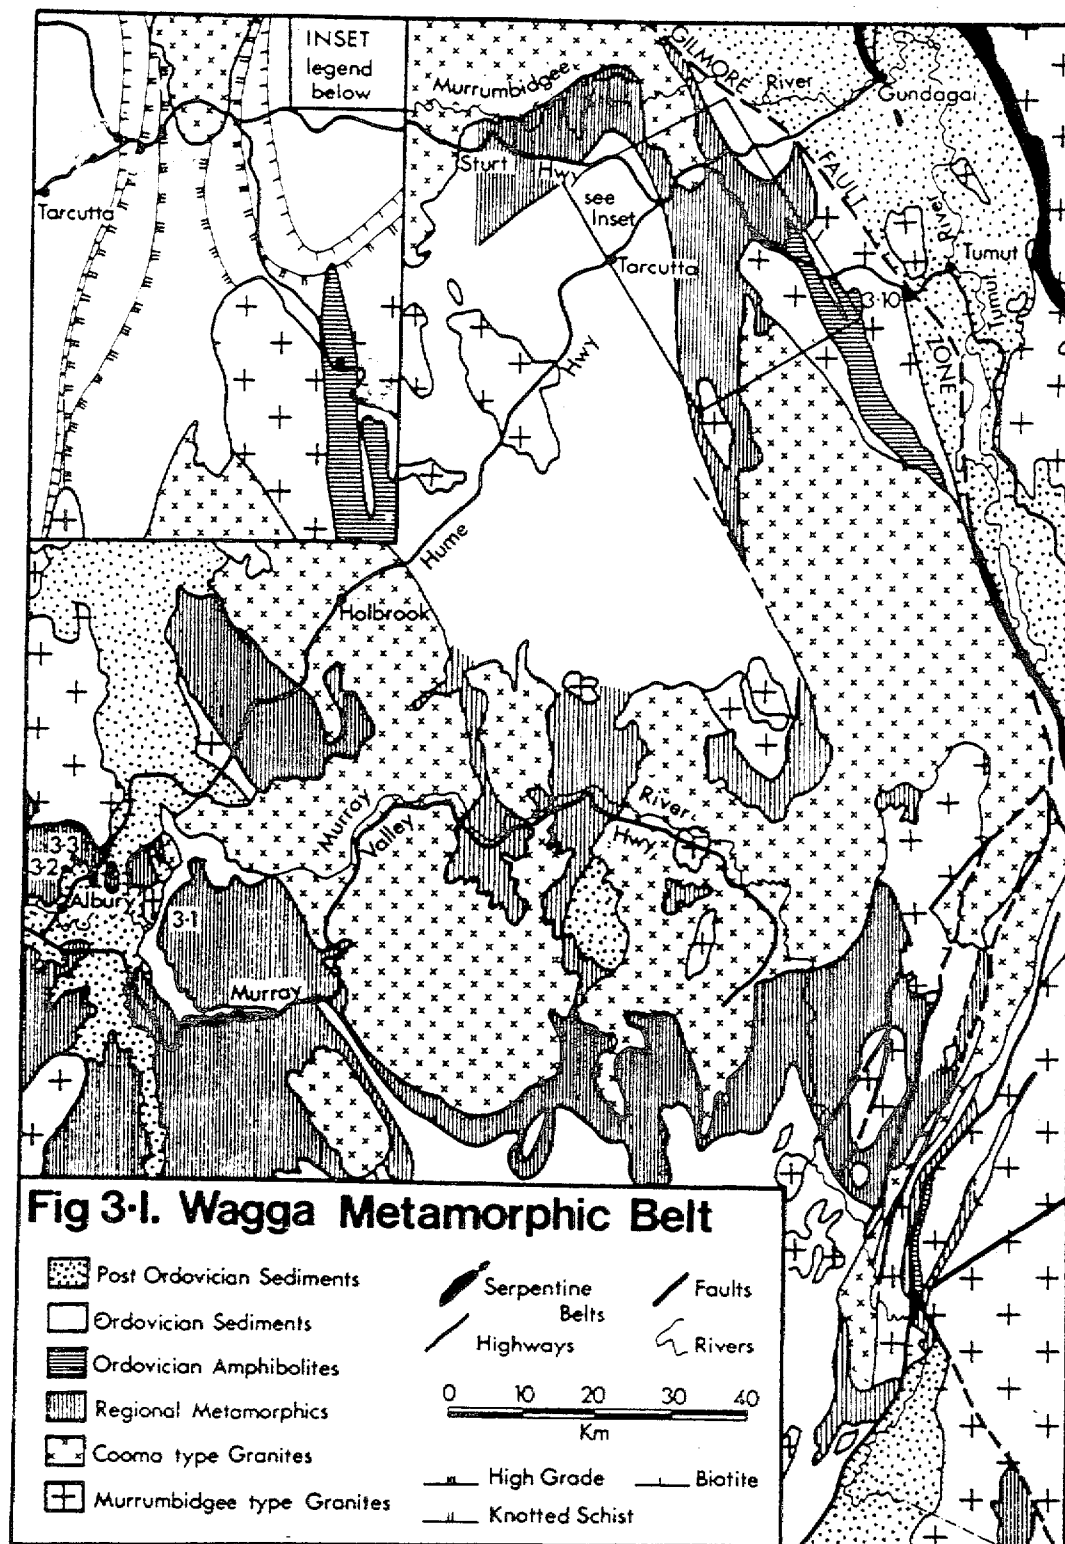 INSET
legend
below
Tarcutta
GILMORE
Murrumbidgee
River
Gundagai
Sturt
Hwy
FAULT
see
Inset
River
Tarcutta
Tumut
Tumut
3·10
ZONE
Hwy
Hume
Holbrook
Murray
Valley
River
Hwy.
3·3
3·2
Albury
3·1
Murray
Fig 3·1. Wagga Metamorphic Belt
Post Ordovician Sediments
Ordovician Sediments
Ordovician Amphibolites
Regional Metamorphics
Cooma type Granites
Murrumbidgee type Granites
Serpentine
Belts
Faults
Highways
Rivers
0 10 20 30 40
Km
High Grade
Biotite
Knotted Schist